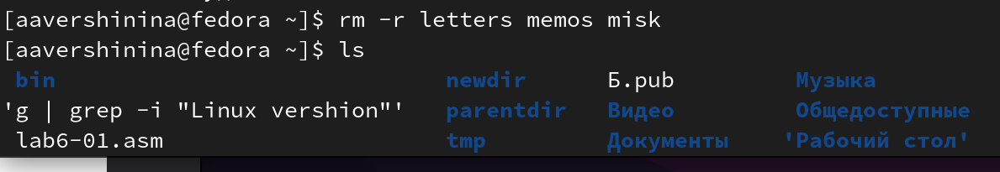 [aavershinina@fedora ~]$ rm -r letters memos misk
[aavershinina@fedora ~]$ ls
 bin                             newdir      Б.pub         Музыка
'g | grep -i "Linux vershion"'   parentdir   Видео         Общедоступные
 lab6-01.asm                     tmp         Документы    'Рабочий стол'